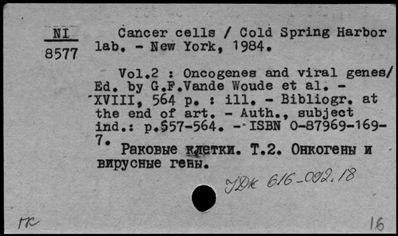 NI
8577
Cancer cells / Cold Spring Harbor
lab. - New York, 1984.
Vol.2 : Oncogenes and viral genes/
Ed. by G.F.Vande Woude et al. -
XVIII, 564 p. : ill. - Bibliogr. at
the end of art. - Auth., subject
ind.: p.557-564. - ISBN 0-87969-169-
7.
Раковые клетки. Т.2. Онкогены и
вирусные гены.
УДК 616-092.18
ПК
16